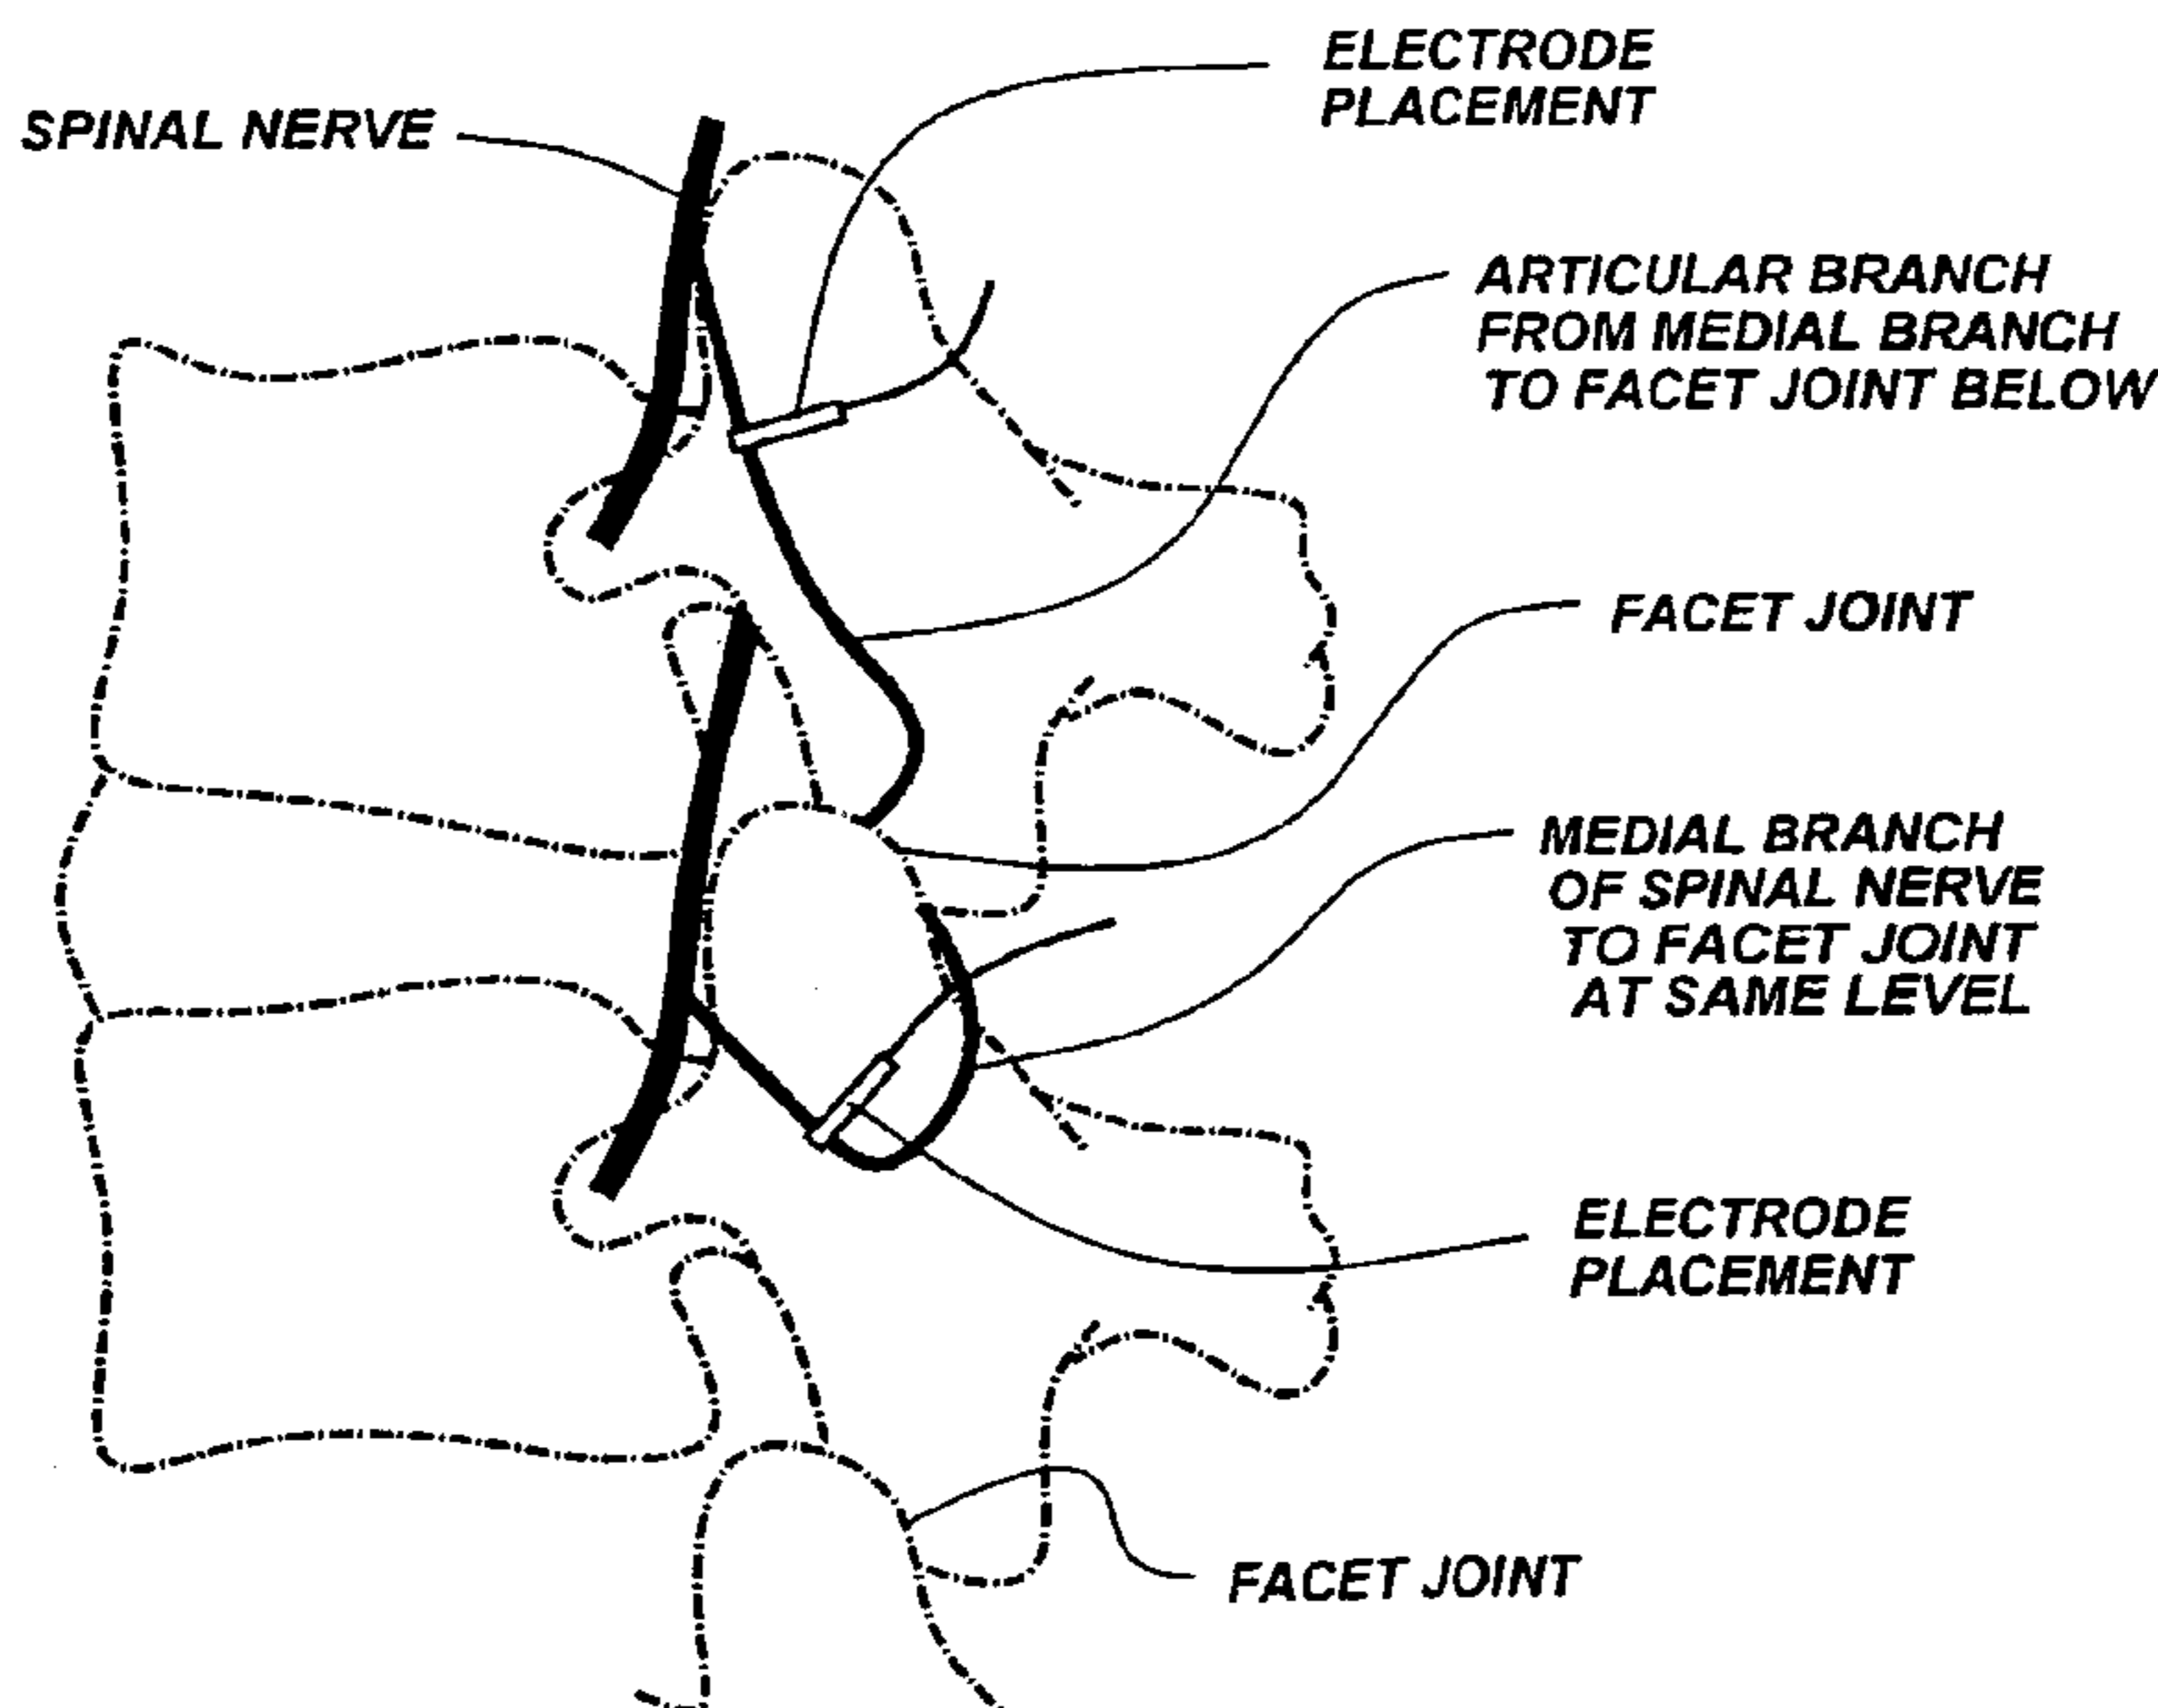 ELECTRODE
PLACEMENT
SPINAL NERVE
ARTICULAR BRANCH
FROM MEDIAL BRANCH
TO FACET JOINT BELOW
FACET JOINT
MEDIAL BRANCH
OF SPINAL NERVE
TO FACET JOINT
AT SAME LEVEL
ELECTRODE
PLACEMENT
FACET JOINT